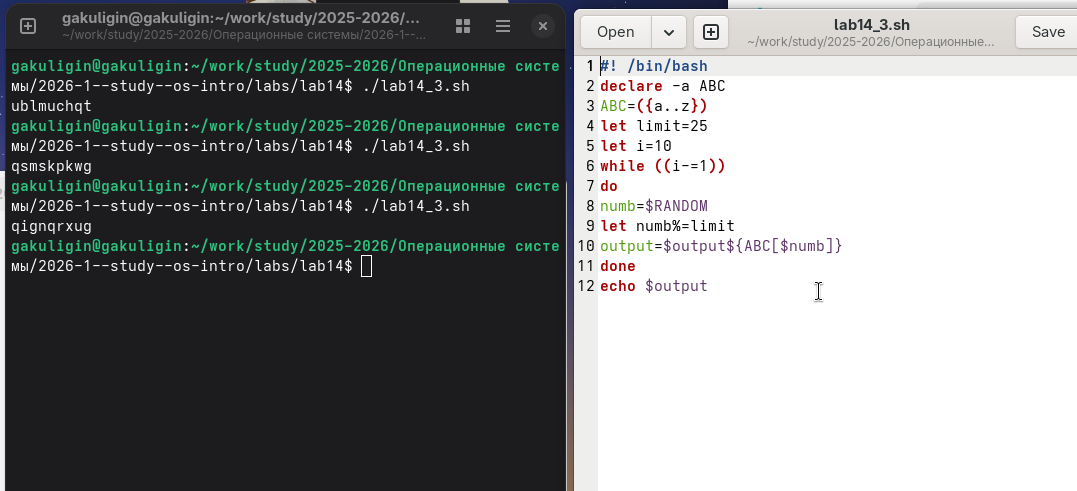 gakuligin@gakuligin:~/work/study/2025-2026/...
~/work/study/2025-2026/Операционные системы/2026-1--...
gakuligin@gakuligin:~/work/study/2025-2026/Операционные систе
мы/2026-1--study--os-intro/labs/lab14$ ./lab14_3.sh
ublmuchqt
gakuligin@gakuligin:~/work/study/2025-2026/Операционные систе
мы/2026-1--study--os-intro/labs/lab14$ ./lab14_3.sh
qsmskpkwg
gakuligin@gakuligin:~/work/study/2025-2026/Операционные систе
мы/2026-1--study--os-intro/labs/lab14$ ./lab14_3.sh
qignqrxug
gakuligin@gakuligin:~/work/study/2025-2026/Операционные систе
мы/2026-1--study--os-intro/labs/lab14$
Open
lab14_3.sh
~/work/study/2025-2026/Операционные...
Save
1 #! /bin/bash
2 declare -a ABC
3 ABC=({a..z})
4 let limit=25
5 let i=10
6 while ((i-=1))
7 do
8 numb=$RANDOM
9 let numb%=limit
10 output=$output${ABC[$numb]}
11 done
12 echo $output